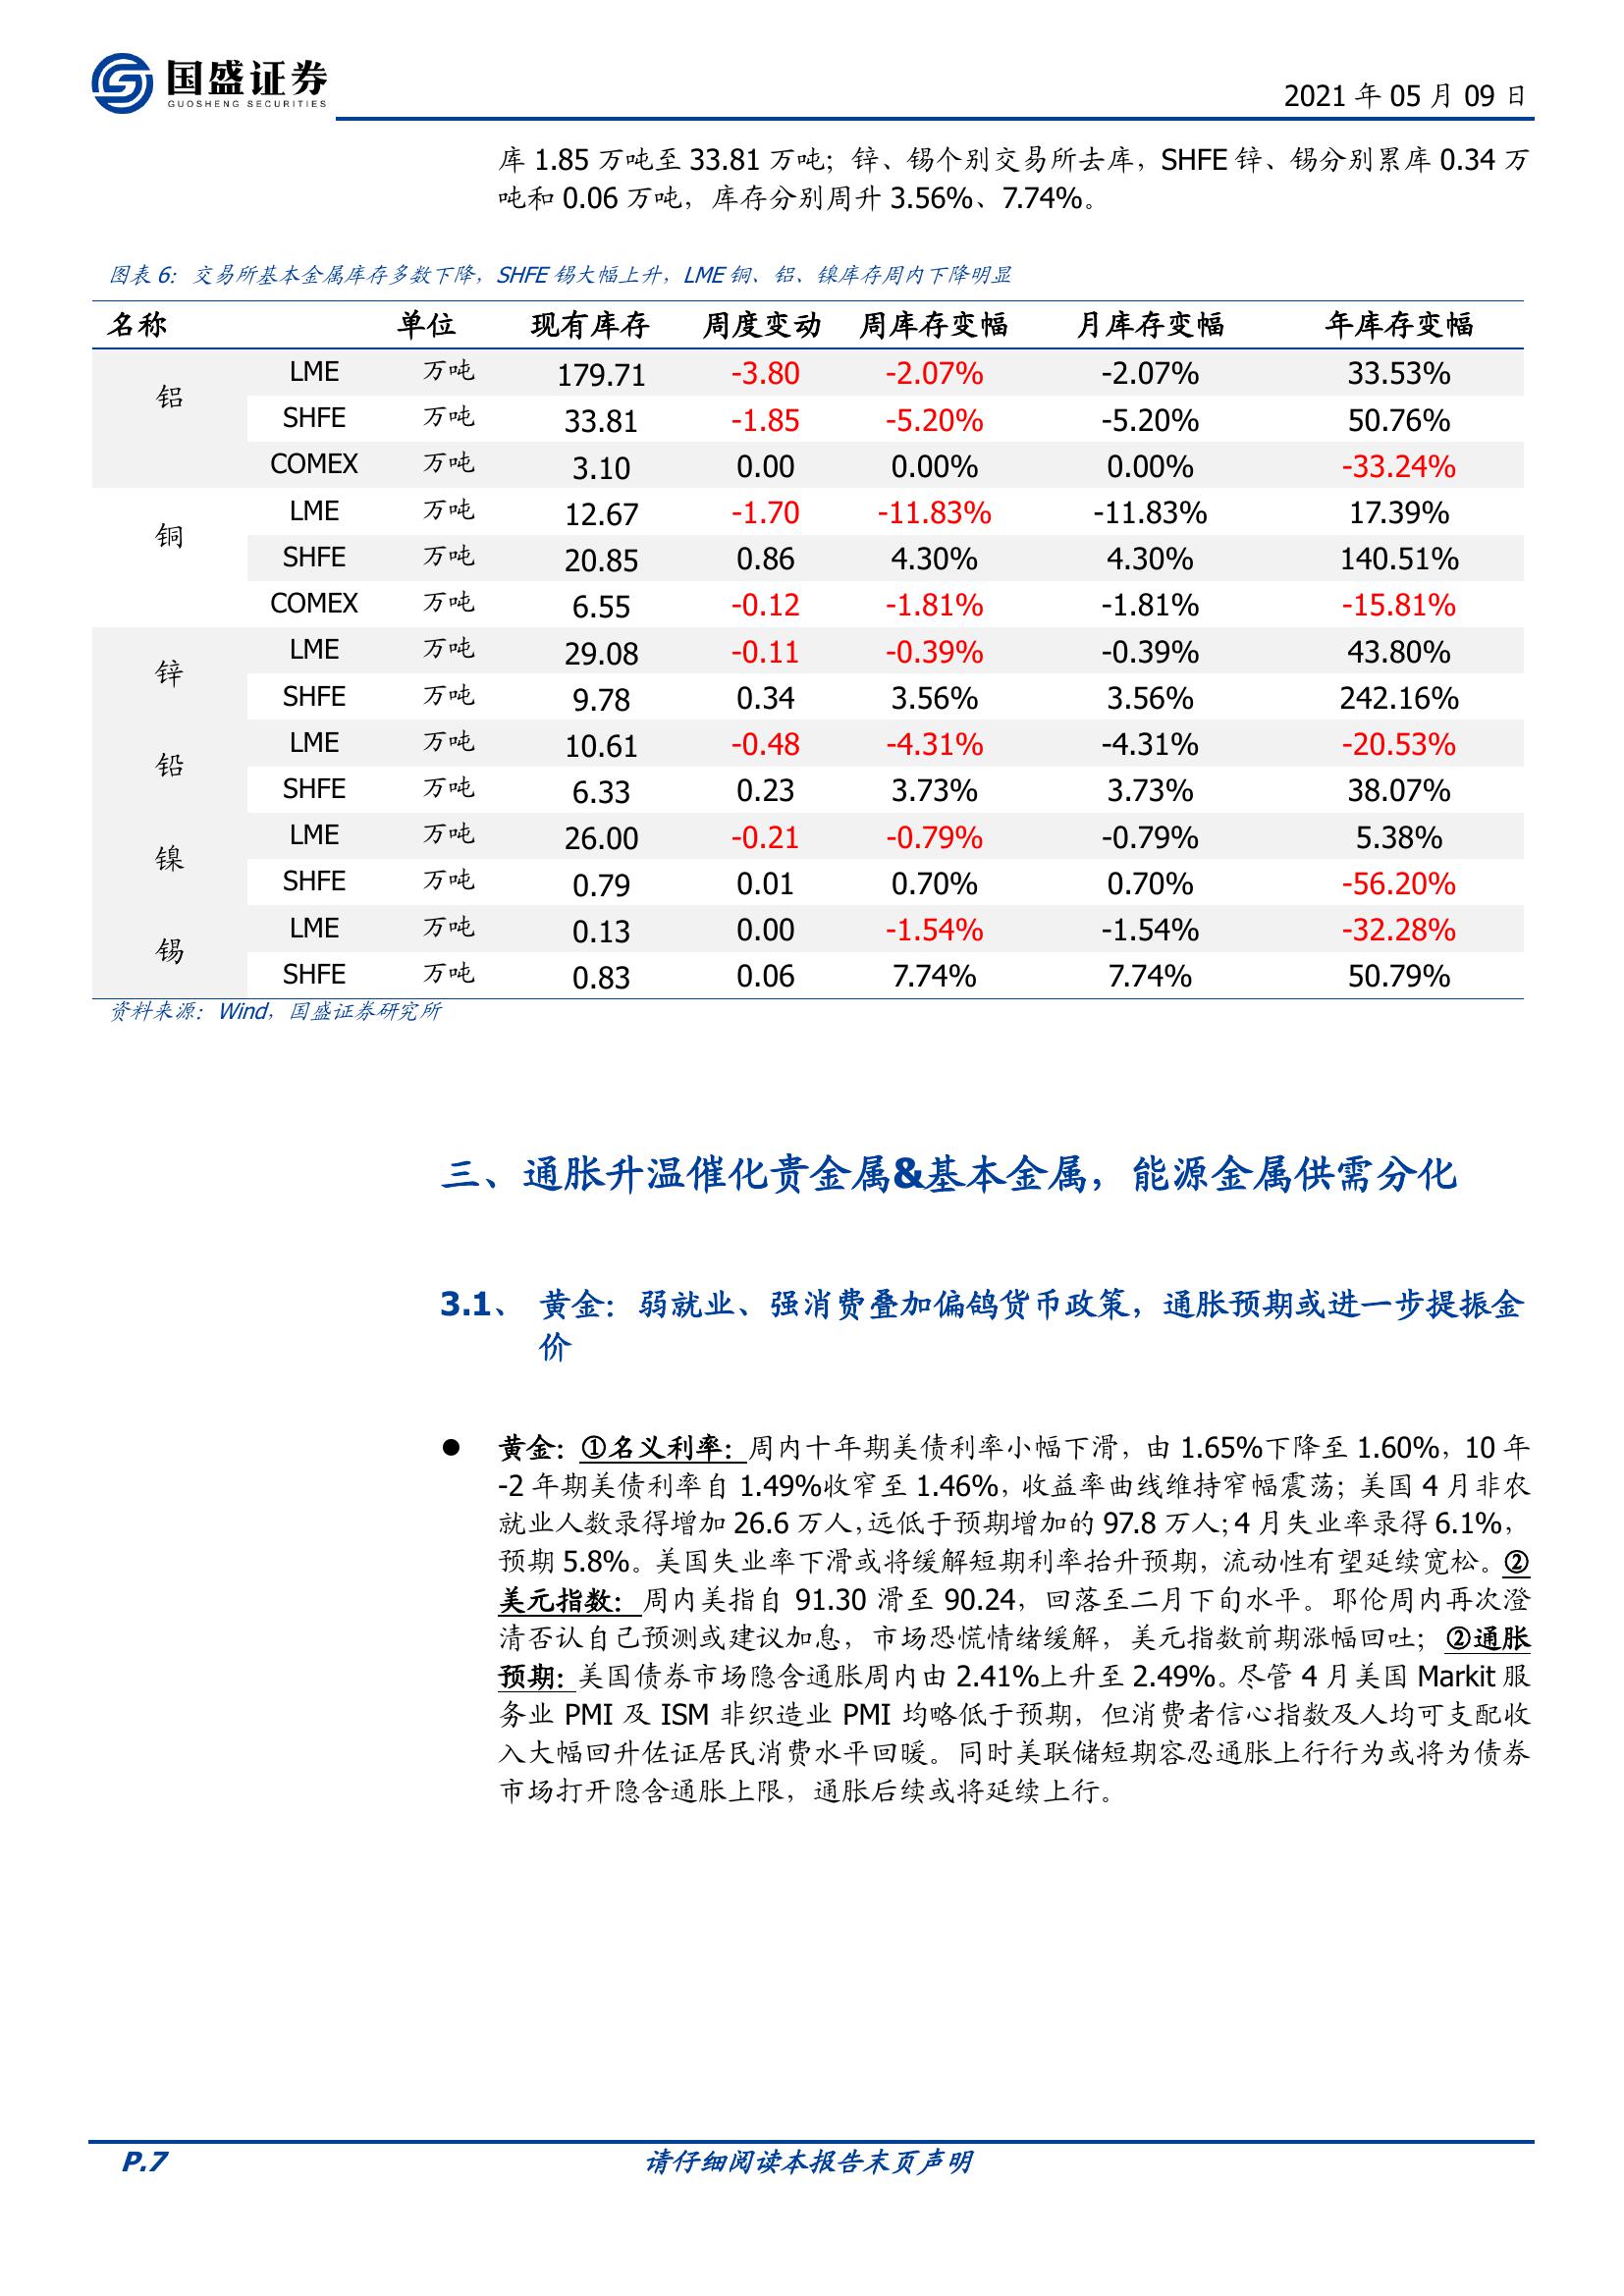 国盛证券
GUOSHENG SECURITIES
2021 年 05 月 09 日
库 1.85 万吨至 33.81 万吨；锌、锡个别交易所去库，SHFE 锌、锡分别累库 0.34 万
吨和 0.06 万吨，库存分别周升 3.56%、7.74%。
图表 6：交易所基本金属库存多数下降，SHFE 锡大幅上升，LME 铜、铝、镍库存周内下降明显
名称 单位 现有库存 周度变动 周库存变幅 月库存变幅 年库存变幅
铝 LME 万吨 179.71 -3.80 -2.07% -2.07% 33.53%
SHFE 万吨 33.81 -1.85 -5.20% -5.20% 50.76%
COMEX 万吨 3.10 0.00 0.00% 0.00% -33.24%
铜 LME 万吨 12.67 -1.70 -11.83% -11.83% 17.39%
SHFE 万吨 20.85 0.86 4.30% 4.30% 140.51%
COMEX 万吨 6.55 -0.12 -1.81% -1.81% -15.81%
锌 LME 万吨 29.08 -0.11 -0.39% -0.39% 43.80%
SHFE 万吨 9.78 0.34 3.56% 3.56% 242.16%
铅 LME 万吨 10.61 -0.48 -4.31% -4.31% -20.53%
SHFE 万吨 6.33 0.23 3.73% 3.73% 38.07%
镍 LME 万吨 26.00 -0.21 -0.79% -0.79% 5.38%
SHFE 万吨 0.79 0.01 0.70% 0.70% -56.20%
锡 LME 万吨 0.13 0.00 -1.54% -1.54% -32.28%
SHFE 万吨 0.83 0.06 7.74% 7.74% 50.79%
资料来源：Wind，国盛证券研究所
三、通胀升温催化贵金属&基本金属，能源金属供需分化
3.1、 黄金：弱就业、强消费叠加偏鸽货币政策，通胀预期或进一步提振金
价
● 黄金：①名义利率：周内十年期美债利率小幅下滑，由 1.65%下降至 1.60%，10 年
-2 年期美债利率自 1.49%收窄至 1.46%，收益率曲线维持窄幅震荡；美国 4 月非农
就业人数录得增加 26.6 万人，远低于预期增加的 97.8 万人；4 月失业率录得 6.1%，
预期 5.8%。美国失业率下滑或将缓解短期利率抬升预期，流动性有望延续宽松。②
美元指数：周内美指自 91.30 滑至 90.24，回落至二月下旬水平。耶伦周内再次澄
清否认自己预测或建议加息，市场恐慌情绪缓解，美元指数前期涨幅回吐；②通胀
预期：美国债券市场隐含通胀周内由 2.41%上升至 2.49%。尽管 4 月美国 Markit 服
务业 PMI 及 ISM 非织造业 PMI 均略低于预期，但消费者信心指数及人均可支配收
入大幅回升佐证居民消费水平回暖。同时美联储短期容忍通胀上行行为或将为债券
市场打开隐含通胀上限，通胀后续或将延续上行。
P.7 请仔细阅读本报告末页声明